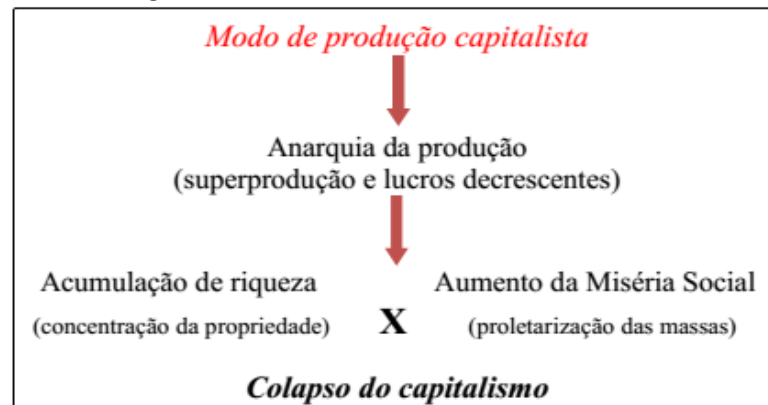 Modo de produção capitalista
Anarquia da produção
(superprodução e lucros decrescentes)
Acumulação de riqueza
(concentração da propriedade)
X
Aumento da Miséria Social
(proletarização das massas)
Colapso do capitalismo